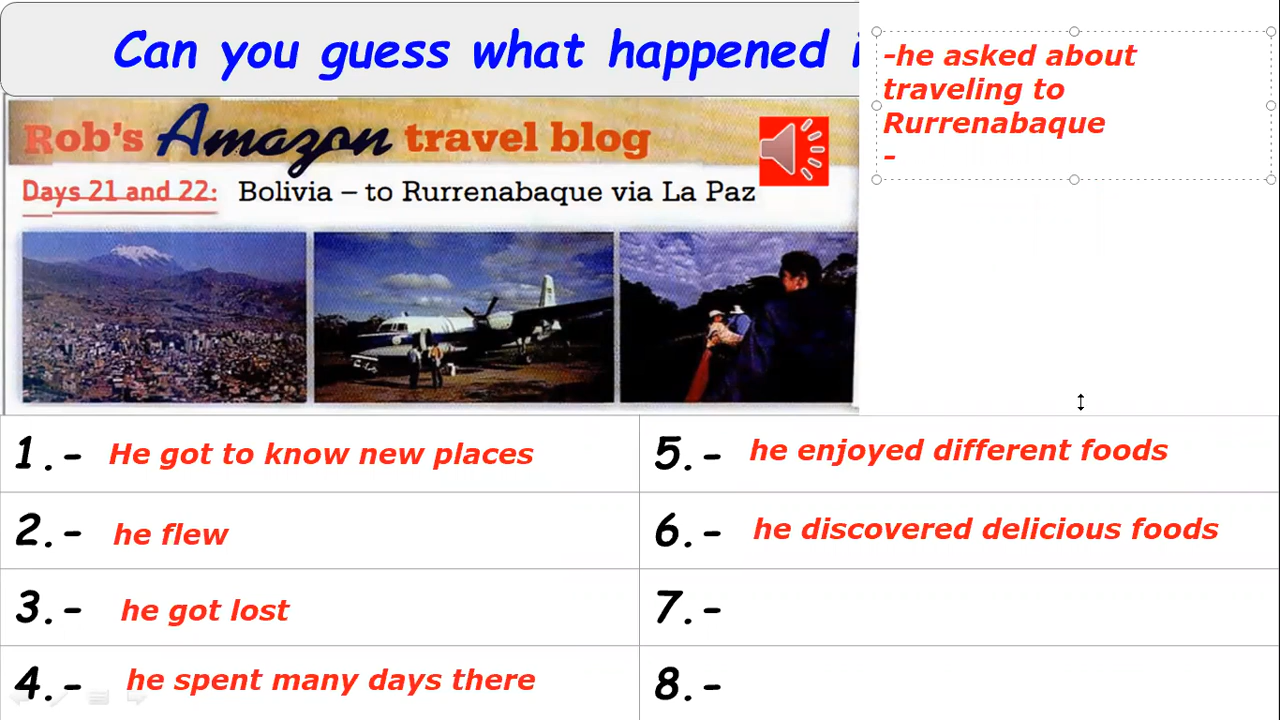 Can you guess what happened i
Rob's Amazon travel blog
Days 21 and 22: Bolivia – to Rurrenabaque via La Paz
-he asked about
traveling to
Rurrenabaque
-
1.- He got to know new places
2.- he flew
3.- he got lost
4.- he spent many days there
5.- he enjoyed different foods
6.- he discovered delicious foods
7.-
8.-